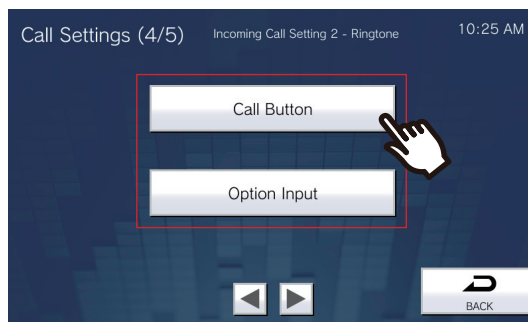 Call Settings (4/5)
Incoming Call Setting 2 - Ringtone
10:25 AM
Call Button
Option Input
BACK